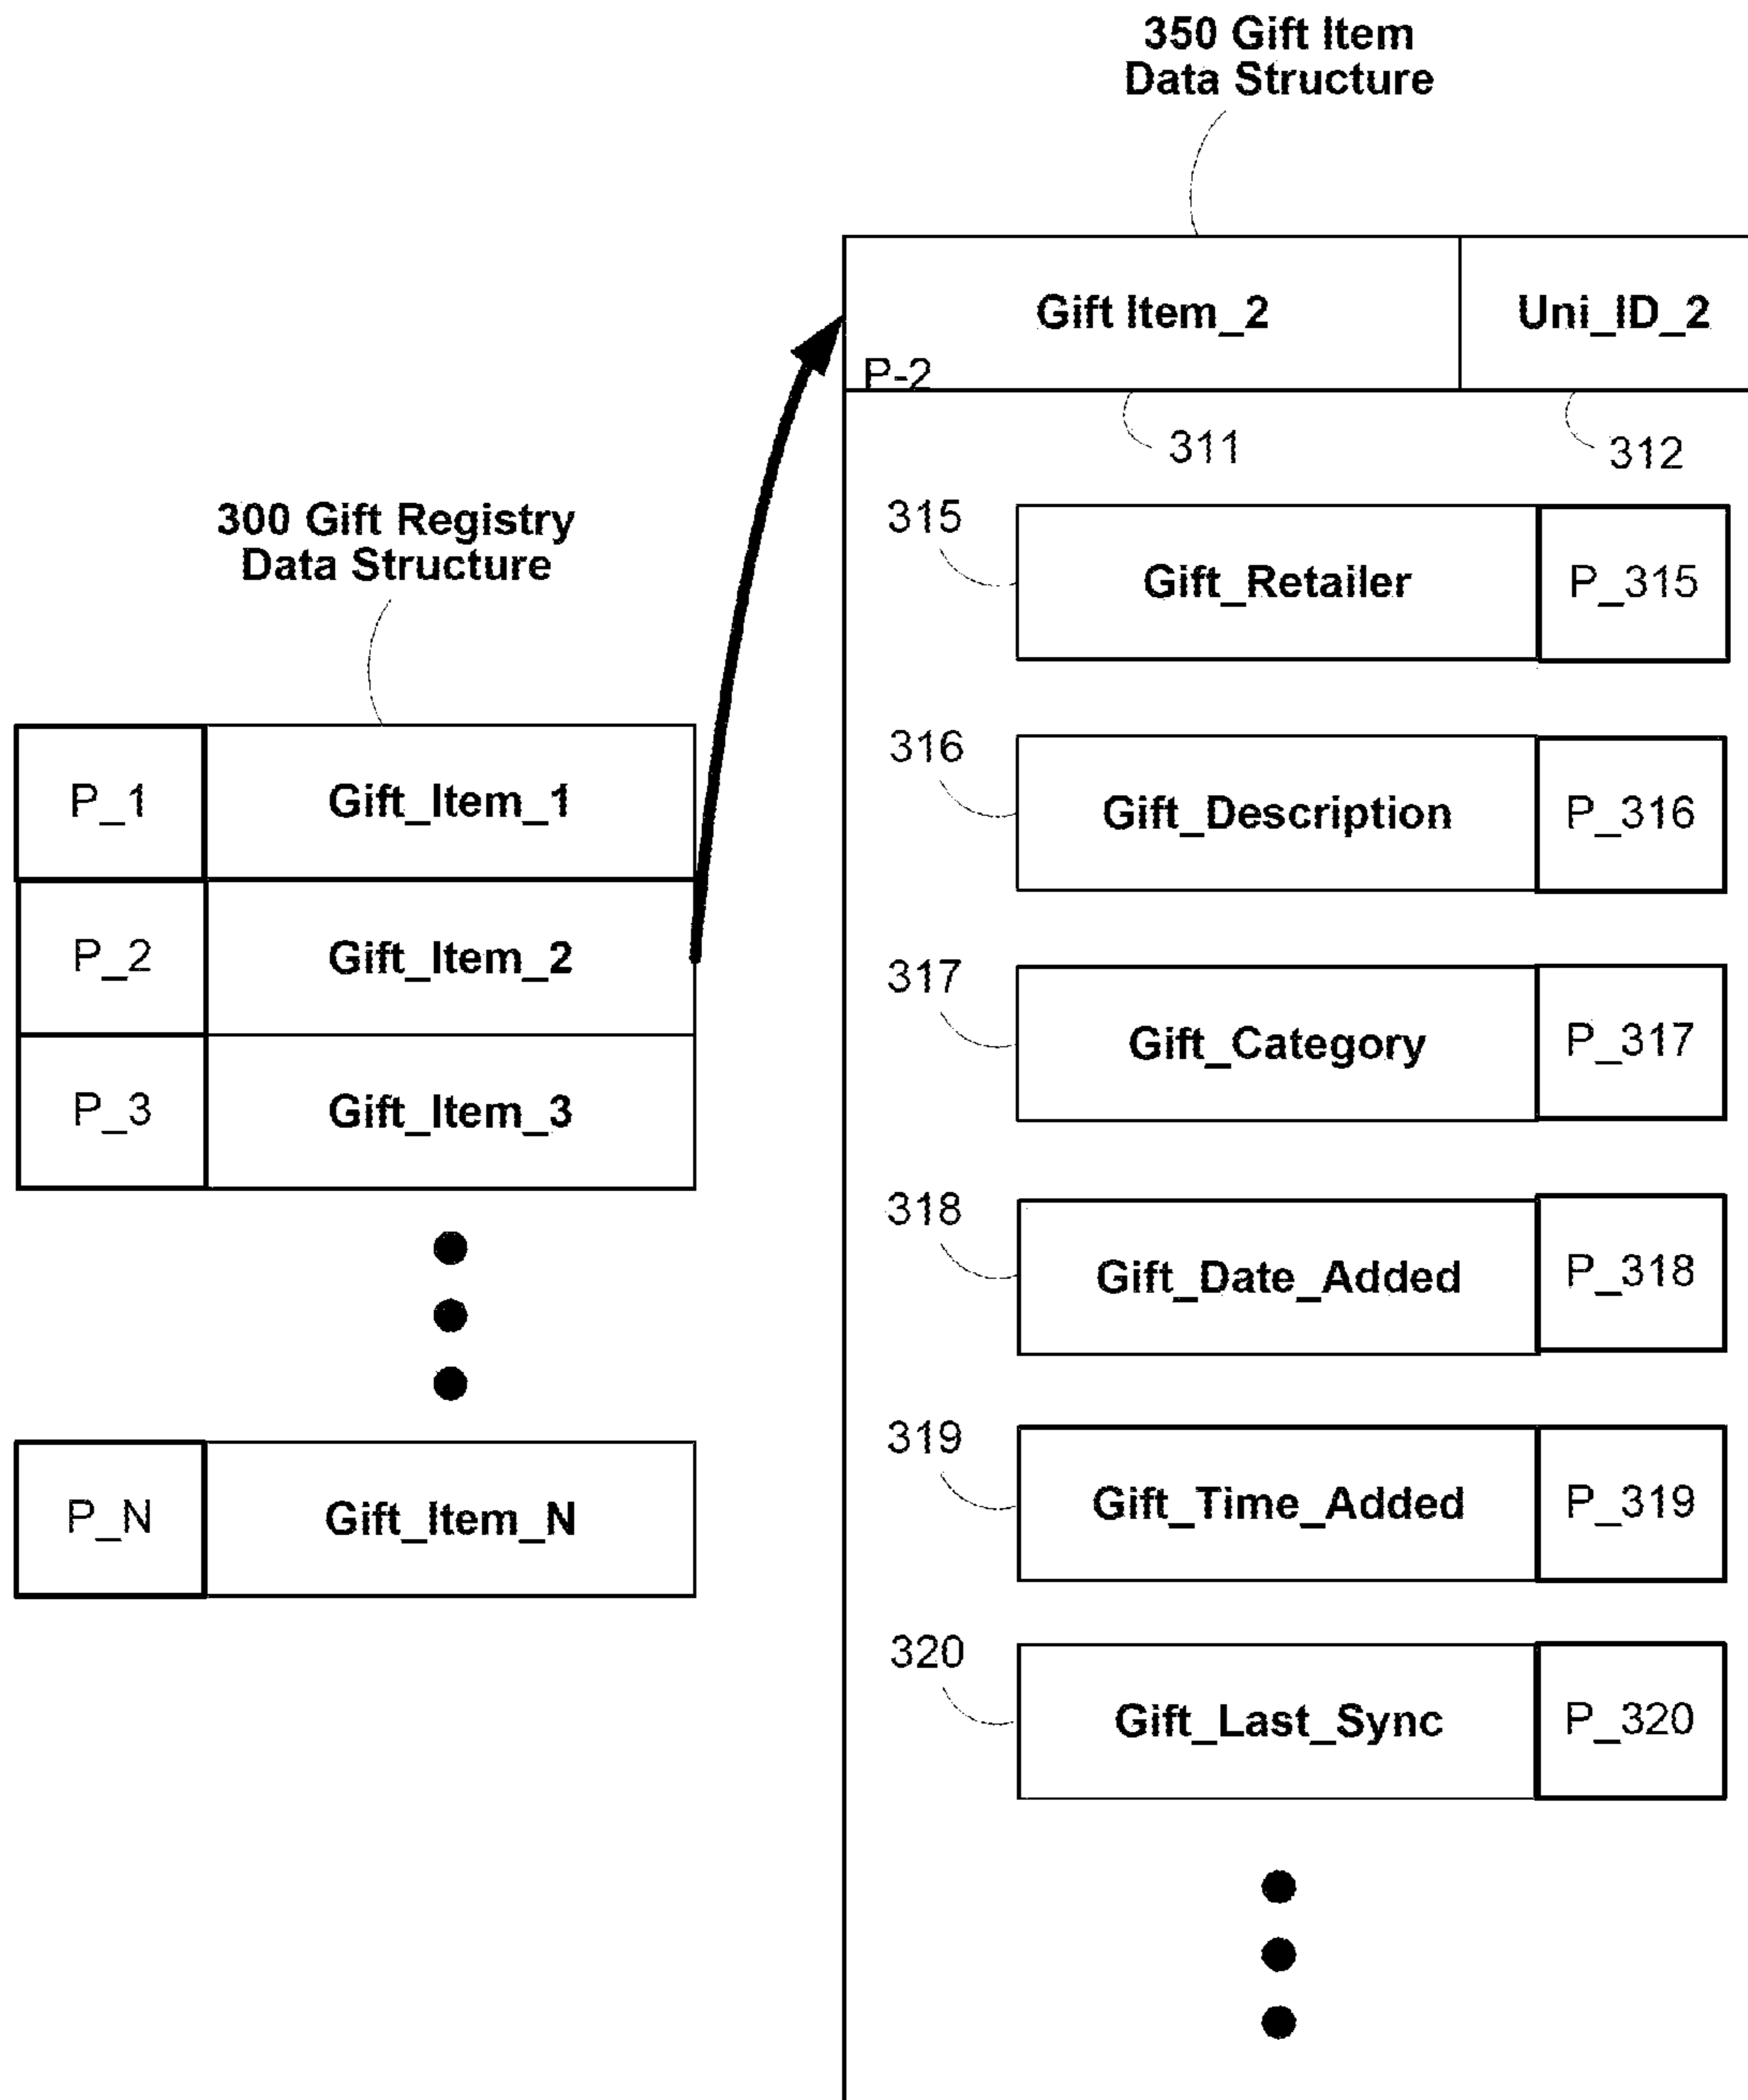 350 Gift Item
Data Structure
Gift Item_2
Uni_ID_2
P-2
311
312
300 Gift Registry
Data Structure
P_1
Gift_Item_1
P_2
Gift_Item_2
P_3
Gift_Item_3
P_N
Gift_Item_N
315
Gift_Retailer
P_315
316
Gift_Description
P_316
317
Gift_Category
P_317
318
Gift_Date_Added
P_318
319
Gift_Time_Added
P_319
320
Gift_Last_Sync
P_320